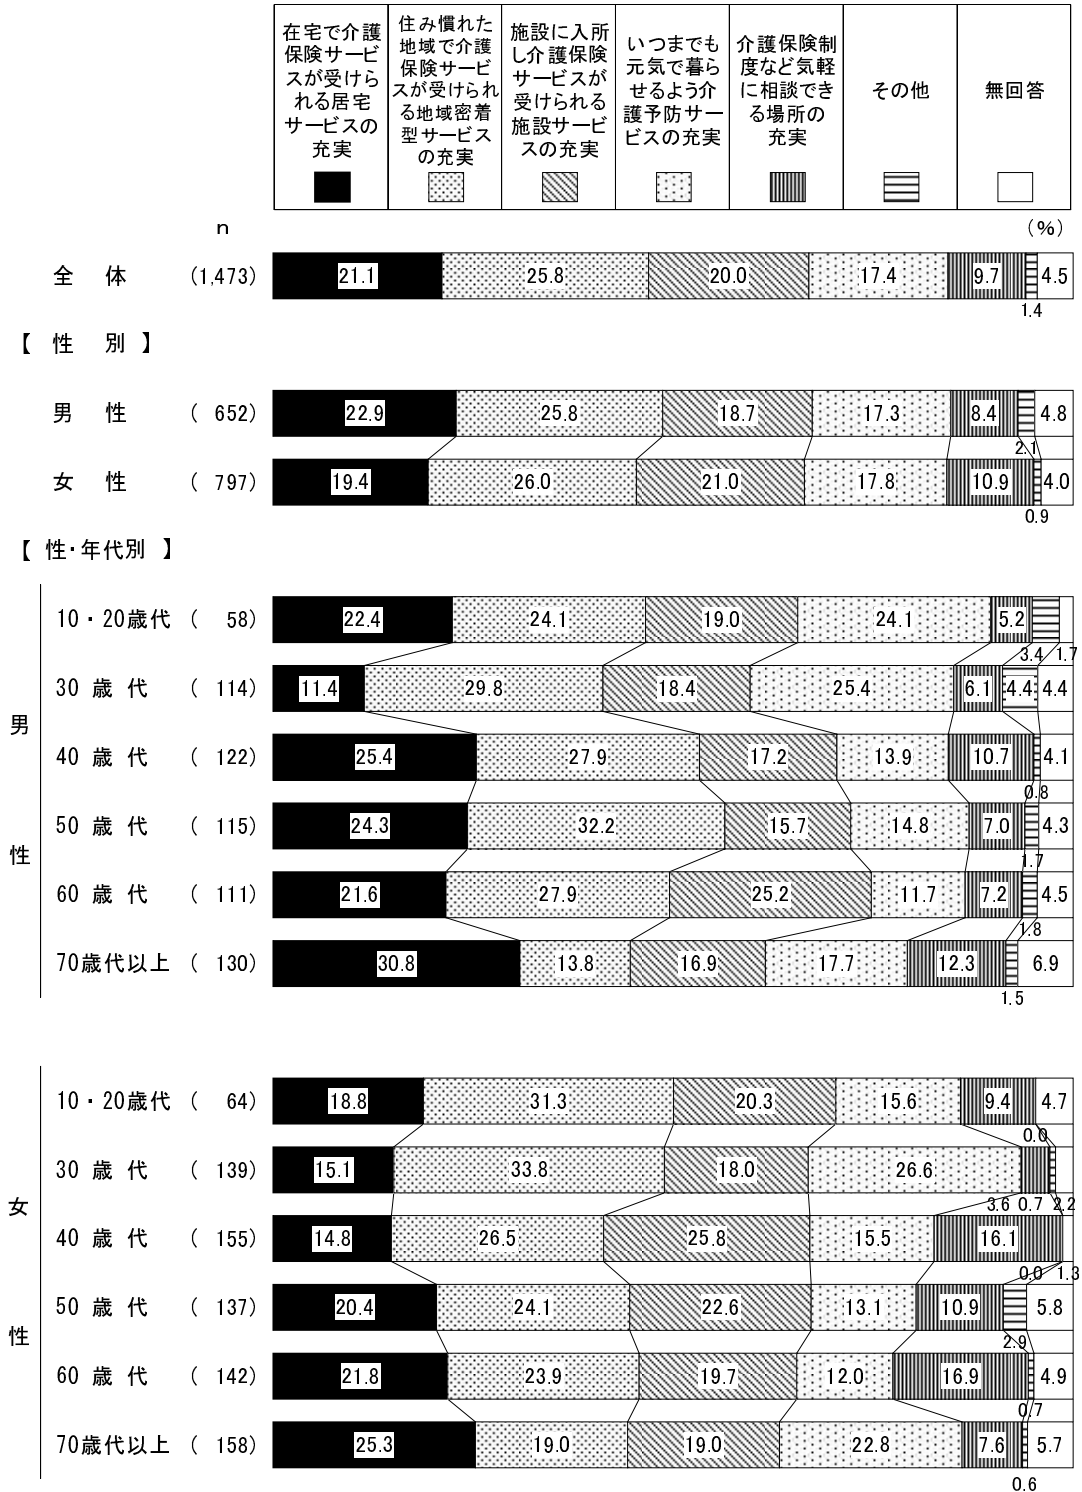 在宅で介護
保険サービ
スが受けら
れる居宅
サービスの
充実
住み慣れた
地域で介護
保険サービ
スが受けられ
る地域密着
型サービス
の充実
施設に入所
し介護保険
サービスが
受けられる
施設サービ
スの充実
いつまでも
元気で暮ら
せるよう介
護予防サー
ビスの充実
介護保険制
度など気軽
に相談でき
る場所の
充実
その他
無回答
n (%)
全 体 (1,473) 21.1 25.8 20.0 17.4 9.7 4.5
1.4
【 性 別 】
男 性 ( 652) 22.9 25.8 18.7 17.3 8.4 4.8
2.1
女 性 ( 797) 19.4 26.0 21.0 17.8 10.9 4.0
0.9
【 性・年代別 】
男 性
10・20歳代 ( 58) 22.4 24.1 19.0 24.1 5.2
3.4 1.7
30 歳 代 ( 114) 11.4 29.8 18.4 25.4 6.1 4.4 4.4
40 歳 代 ( 122) 25.4 27.9 17.2 13.9 10.7 4.1
0.8
50 歳 代 ( 115) 24.3 32.2 15.7 14.8 7.0 4.3
1.7
60 歳 代 ( 111) 21.6 27.9 25.2 11.7 7.2 4.5
1.8
70歳代以上 ( 130) 30.8 13.8 16.9 17.7 12.3 6.9
1.5
女 性
10・20歳代 ( 64) 18.8 31.3 20.3 15.6 9.4 4.7
0.0
30 歳 代 ( 139) 15.1 33.8 18.0 26.6
3.6 0.7 2.2
40 歳 代 ( 155) 14.8 26.5 25.8 15.5 16.1
0.0 1.3
50 歳 代 ( 137) 20.4 24.1 22.6 13.1 10.9 5.8
2.9
60 歳 代 ( 142) 21.8 23.9 19.7 12.0 16.9 4.9
0.7
70歳代以上 ( 158) 25.3 19.0 19.0 22.8 7.6 5.7
0.6